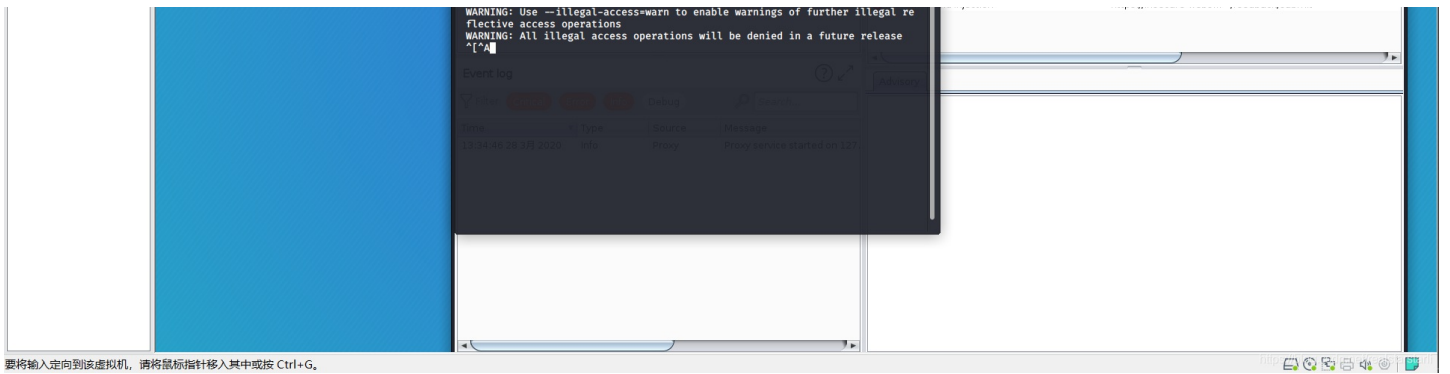 WARNING: Use --illegal-access=warn to enable warnings of further illegal re
flective access operations
WARNING: All illegal access operations will be denied in a future release
^[^A
Event log
Filter
Debug
Search
Time Type Source Message
Info Proxy Proxy service started on 127
要将输入定向到该虚拟机，请将鼠标指针移入其中或按 Ctrl+G。